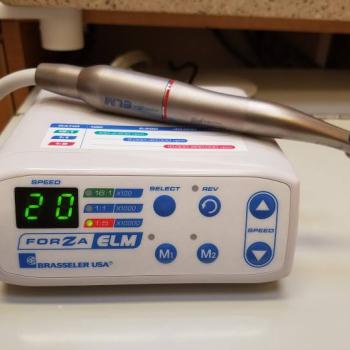 ELM
SPEED
20
16:1 X100
1:1 X1000
1:5 X10000
SELECT
REV
SPEED
M1
M2
FORZA ELM
BRASSELER USA®